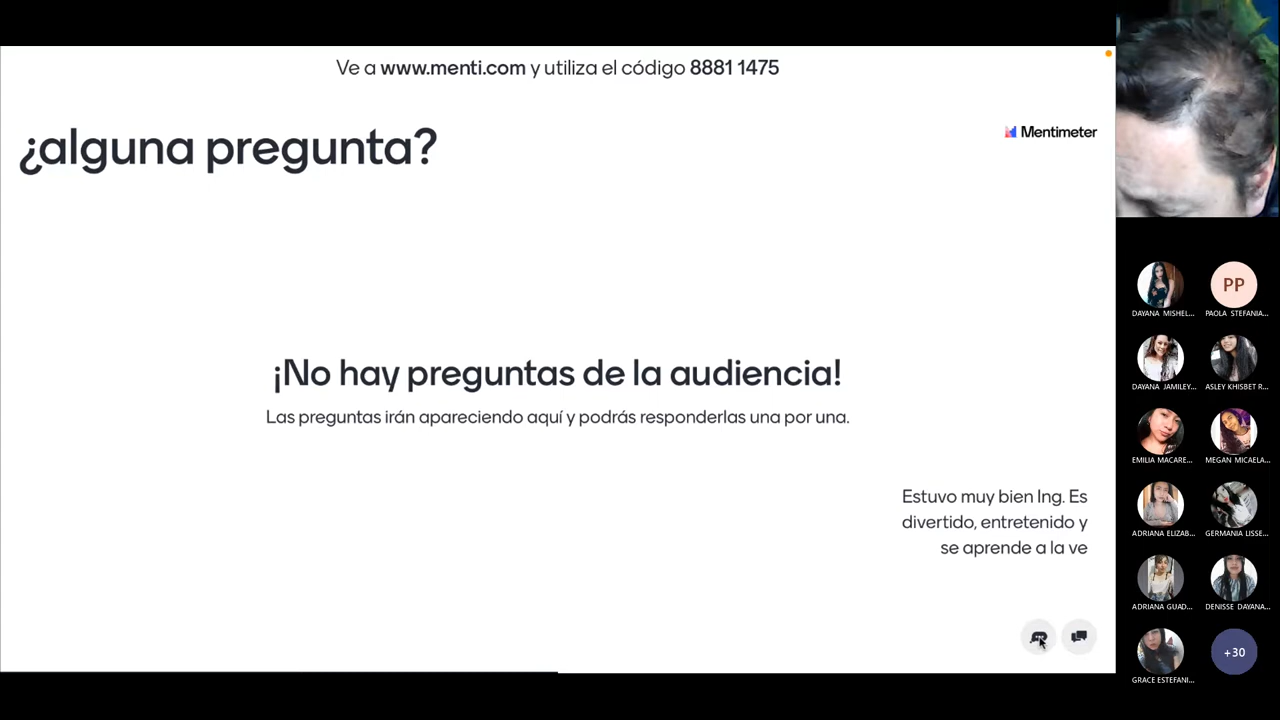 Ve a www.menti.com y utiliza el código 8881 1475
¿alguna pregunta?
Mentimeter
¡No hay preguntas de la audiencia!
Las preguntas irán apareciendo aquí y podrás responderlas una por una.
Estuvo muy bien Ing. Es
divertido, entretenido y
se aprende a la ve
PP
DAYANA MISHEL...
PAOLA STEFANIA...
DAYANA JAMILEY...
ASLEY KHISBET R...
EMILIA MACARE...
MEGAN MICAELA...
ADRIANA ELIZAB...
GERMANIA LISSE...
ADRIANA GUAD...
DENISSE DAYANA...
+30
GRACE ESTEFANI...